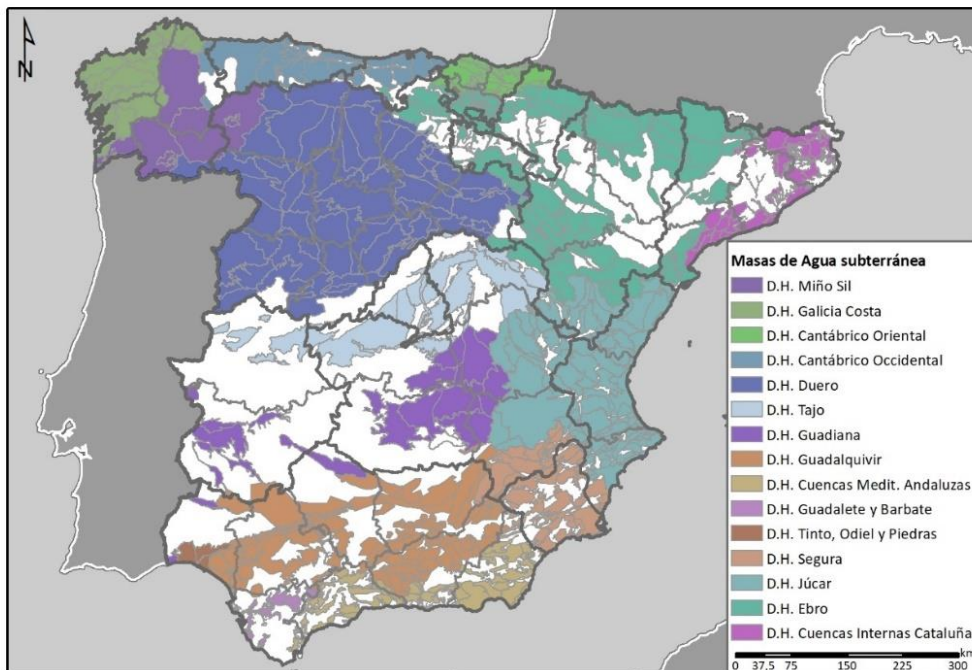 N
Masas de Agua subterránea
D.H. Miño Sil
D.H. Galicia Costa
D.H. Cantábrico Oriental
D.H. Cantábrico Occidental
D.H. Duero
D.H. Tajo
D.H. Guadiana
D.H. Guadalquivir
D.H. Cuencas Medit. Andaluzas
D.H. Guadalete y Barbate
D.H. Tinto, Odiel y Piedras
D.H. Segura
D.H. Júcar
D.H. Ebro
D.H. Cuencas Internas Cataluña
km
0 37,5 75 150 225 300